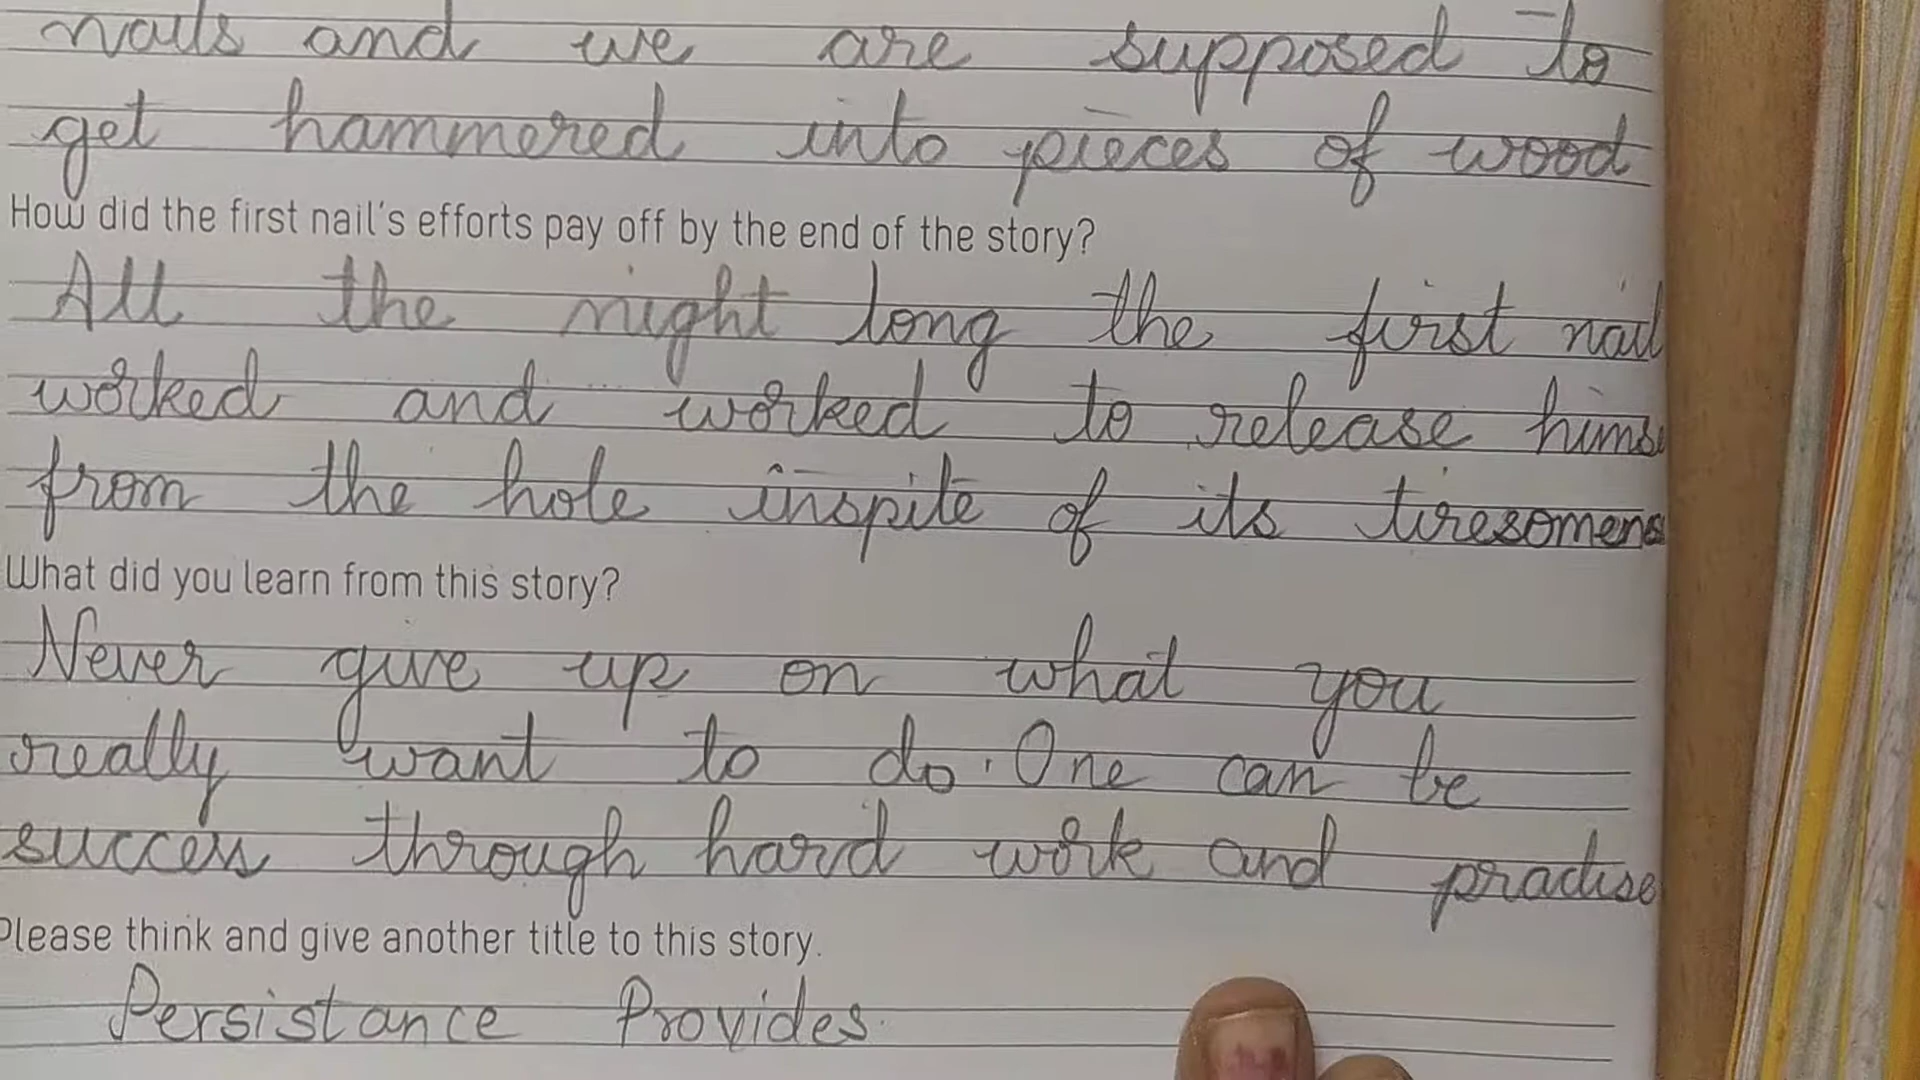 nails and we are supposed to
get hammered into pieces of wood
How did the first nail's efforts pay off by the end of the story?
All the night long the first nail
worked and worked to release hims
from the hole inspite of its tiresomenes
What did you learn from this story?
Never give up on what you
really want to do. One can be
success through hard work and practise
Please think and give another title to this story.
Persistance Provides.